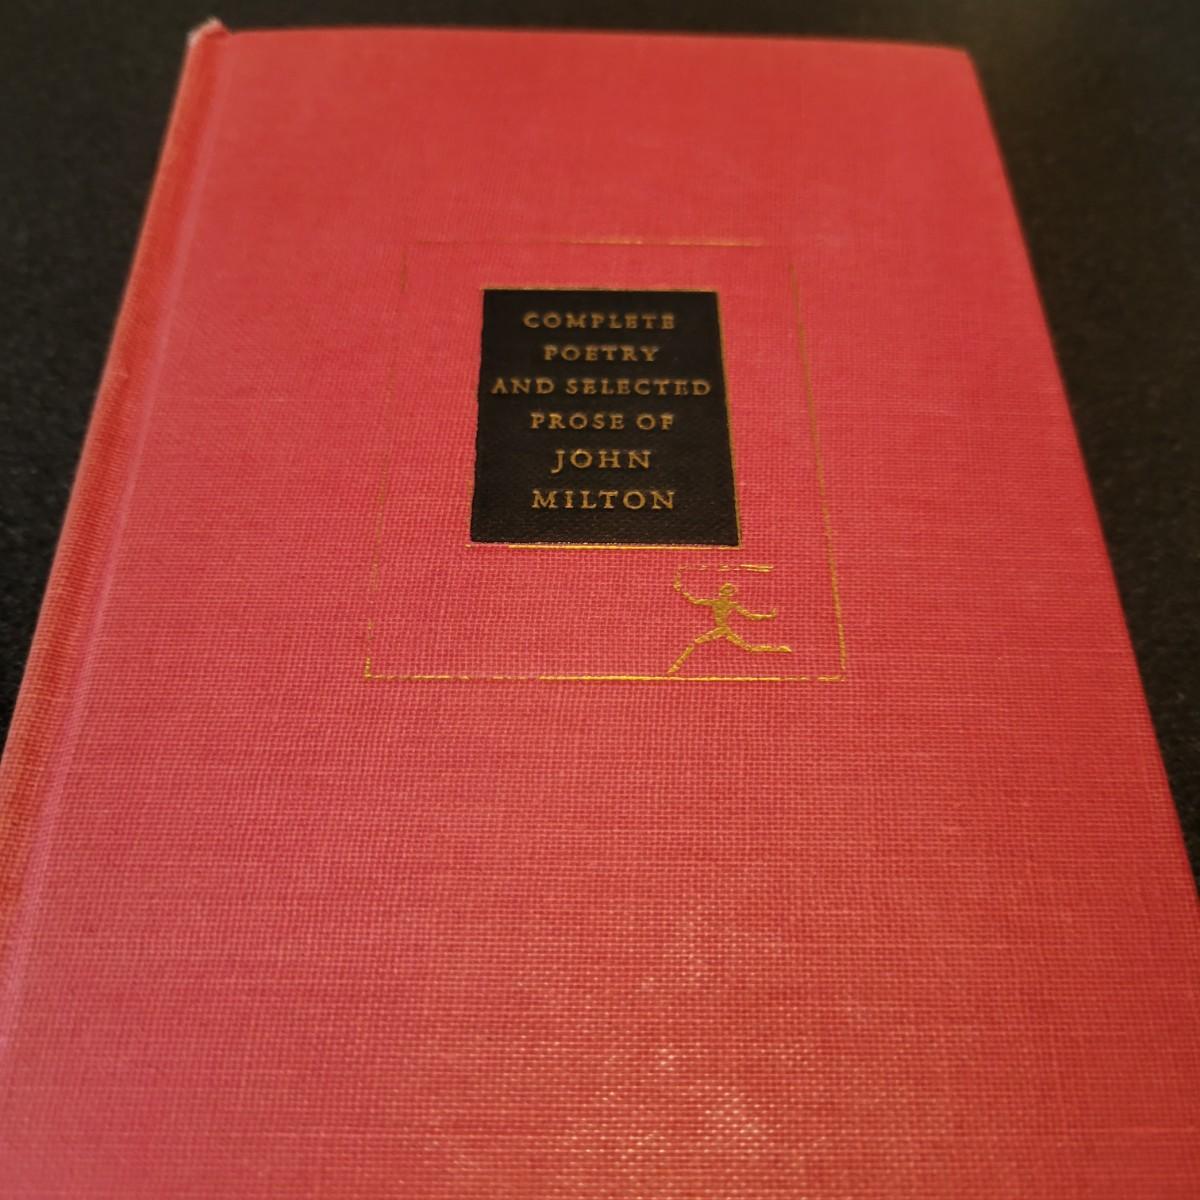 COMPLETE
POETRY
AND SELECTED
PROSE OF
JOHN
MILTON